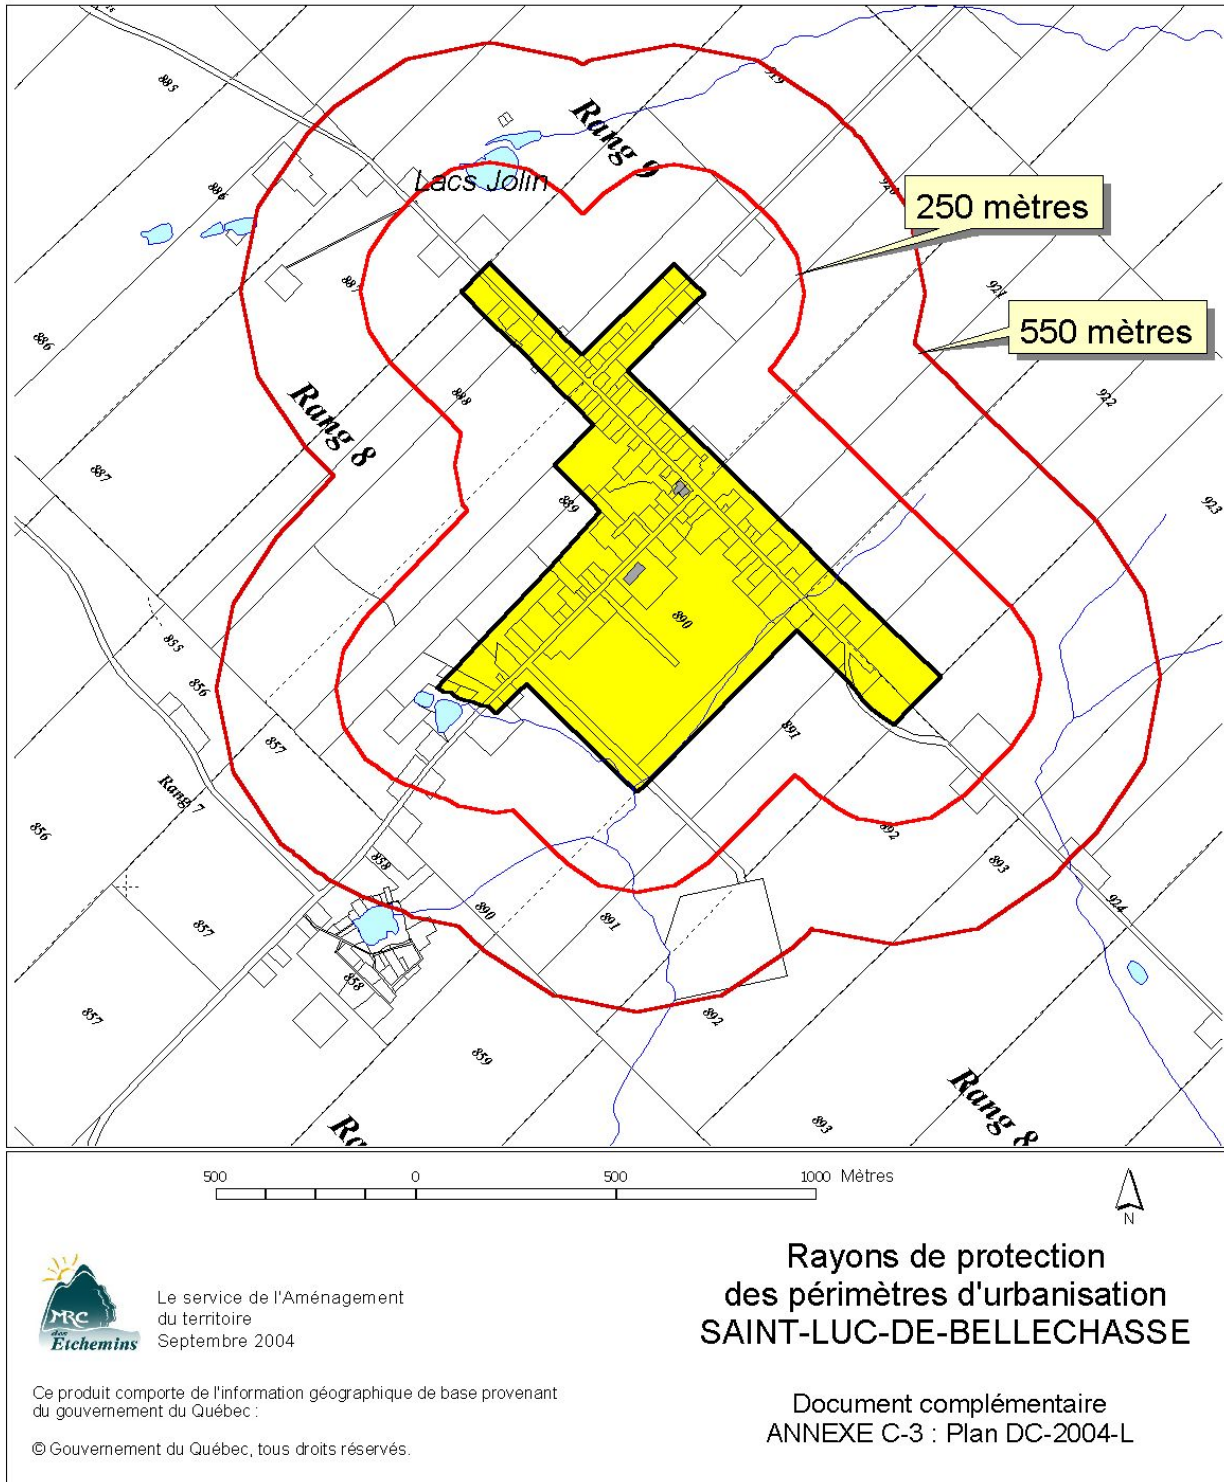 885
919
Rang 9
Lacs Jolin
886
920
250 mètres
887
921
550 mètres
886
888
922
Rang 8
887
889
923
890
855
856
857
891
Rang 7
856
892
858
893
890
891
924
857
858
857
892
859
893
Rang 8
500
0
500
1000 Mètres
N
Rayons de protection
des périmètres d'urbanisation
SAINT-LUC-DE-BELLECHASSE
MRC
des
Etchemins
Le service de l'Aménagement
du territoire
Septembre 2004
Ce produit comporte de l'information géographique de base provenant
du gouvernement du Québec :
© Gouvernement du Québec, tous droits réservés.
Document complémentaire
ANNEXE C-3 : Plan DC-2004-L